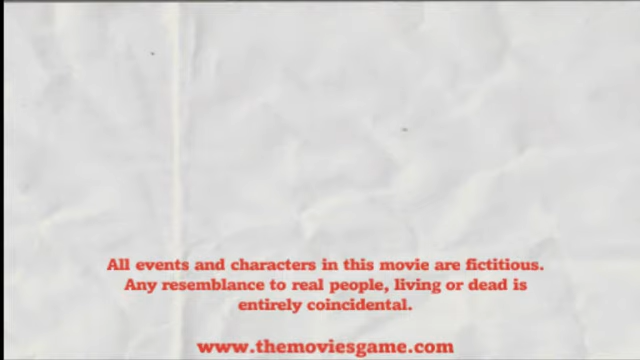 All events and characters in this movie are fictitious.
Any resemblance to real people, living or dead is
entirely coincidental.
www.themoviesgame.com